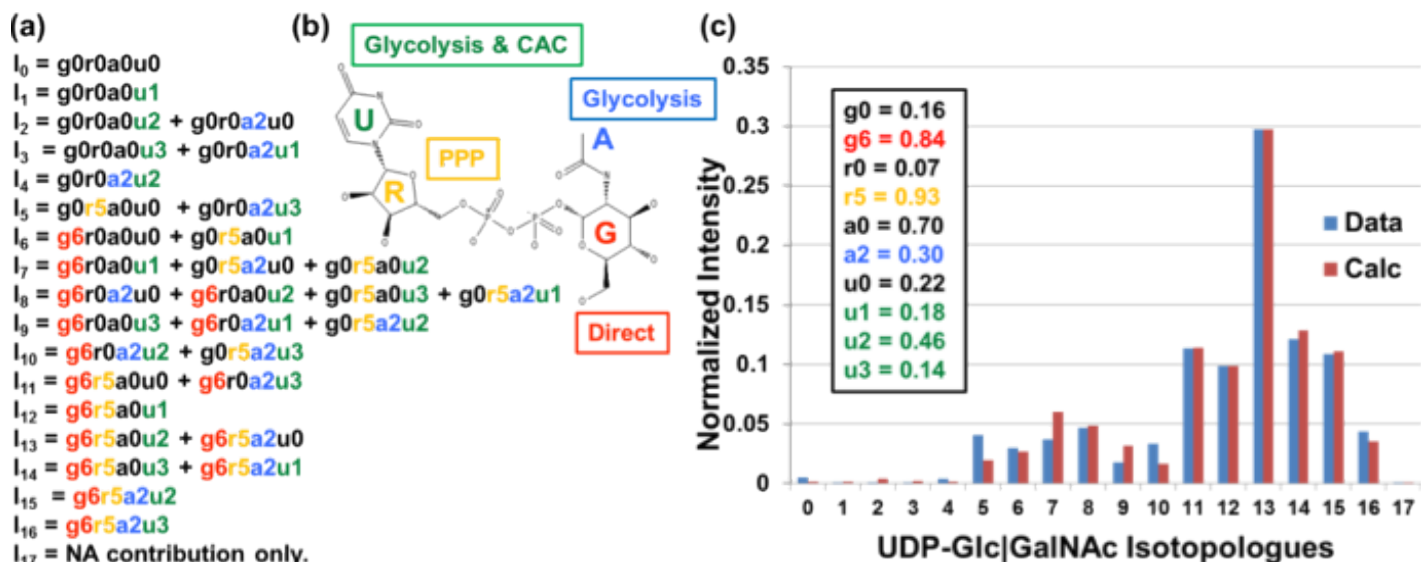 (a)
I0 = g0r0a0u0
I1 = g0r0a0u1
I2 = g0r0a0u2 + g0r0a2u0
I3 = g0r0a0u3 + g0r0a2u1
I4 = g0r0a2u2
I5 = g0r5a0u0 + g0r0a2u3
I6 = g6r0a0u0 + g0r5a0u1
I7 = g6r0a0u1 + g0r5a2u0 + g0r5a0u2
I8 = g6r0a2u0 + g6r0a0u2 + g0r5a0u3 + g0r5a2u1
I9 = g6r0a0u3 + g6r0a2u1 + g0r5a2u2
I10 = g6r0a2u2 + g0r5a2u3
I11 = g6r5a0u0 + g6r0a2u3
I12 = g6r5a0u1
I13 = g6r5a0u2 + g6r5a2u0
I14 = g6r5a0u3 + g6r5a2u1
I15 = g6r5a2u2
I16 = g6r5a2u3
I17 = NA contribution only.
(b)
Glycolysis & CAC
Glycolysis
PPP
Direct
U
R
A
G
(c)
Normalized Intensity
0.35
0.3
0.25
0.2
0.15
0.1
0.05
0
g0 = 0.16
g6 = 0.84
r0 = 0.07
r5 = 0.93
a0 = 0.70
a2 = 0.30
u0 = 0.22
u1 = 0.18
u2 = 0.46
u3 = 0.14
Data
Calc
0 1 2 3 4 5 6 7 8 9 10 11 12 13 14 15 16 17
UDP-Glc|GalNAc Isotopologues